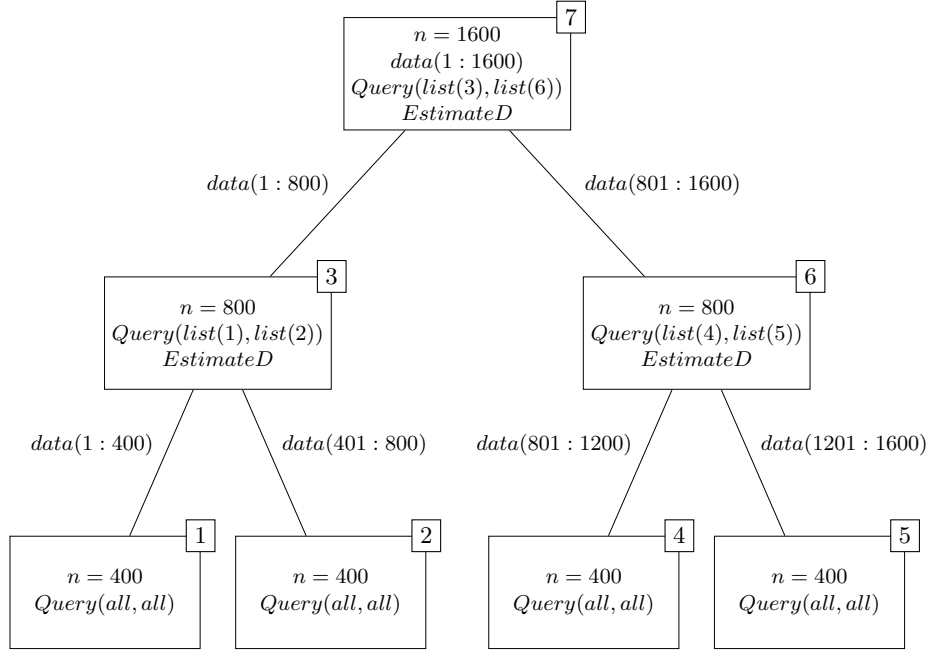 7
n = 1600
data(1 : 1600)
Query(list(3), list(6))
EstimateD
data(1 : 800)
data(801 : 1600)
3
n = 800
Query(list(1), list(2))
EstimateD
6
n = 800
Query(list(4), list(5))
EstimateD
data(1 : 400)
data(401 : 800)
data(801 : 1200)
data(1201 : 1600)
1
n = 400
Query(all, all)
2
n = 400
Query(all, all)
4
n = 400
Query(all, all)
5
n = 400
Query(all, all)